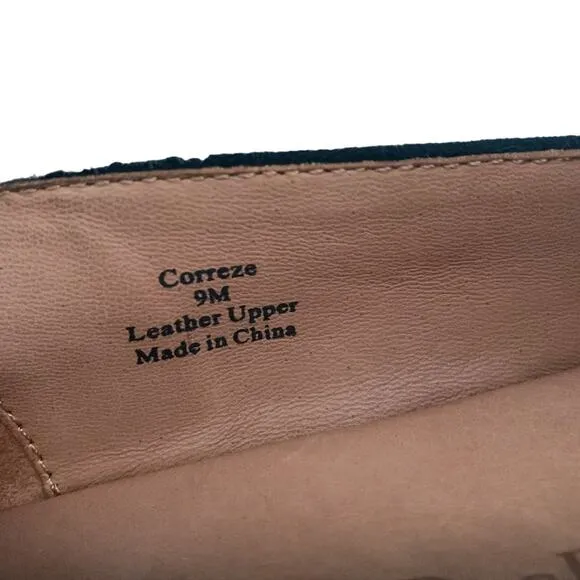 Correze
9M
Leather Upper
Made in China